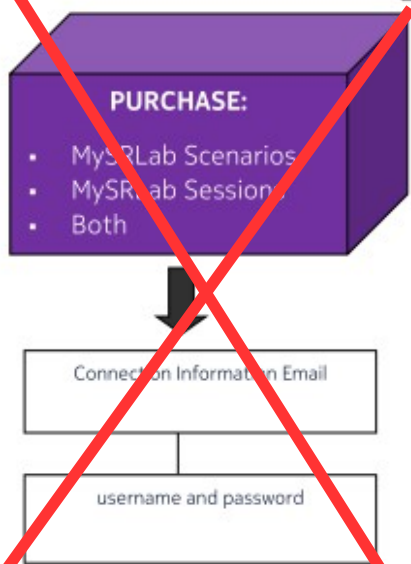 PURCHASE:
▪ MySRLab Scenarios
▪ MySRLab Sessions
▪ Both
Connection Information Email
username and password